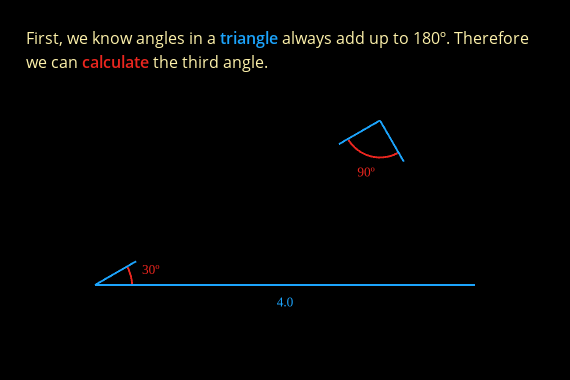 First, we know angles in a triangle always add up to 180º. Therefore
we can calculate the third angle.
90º
30º
4.0